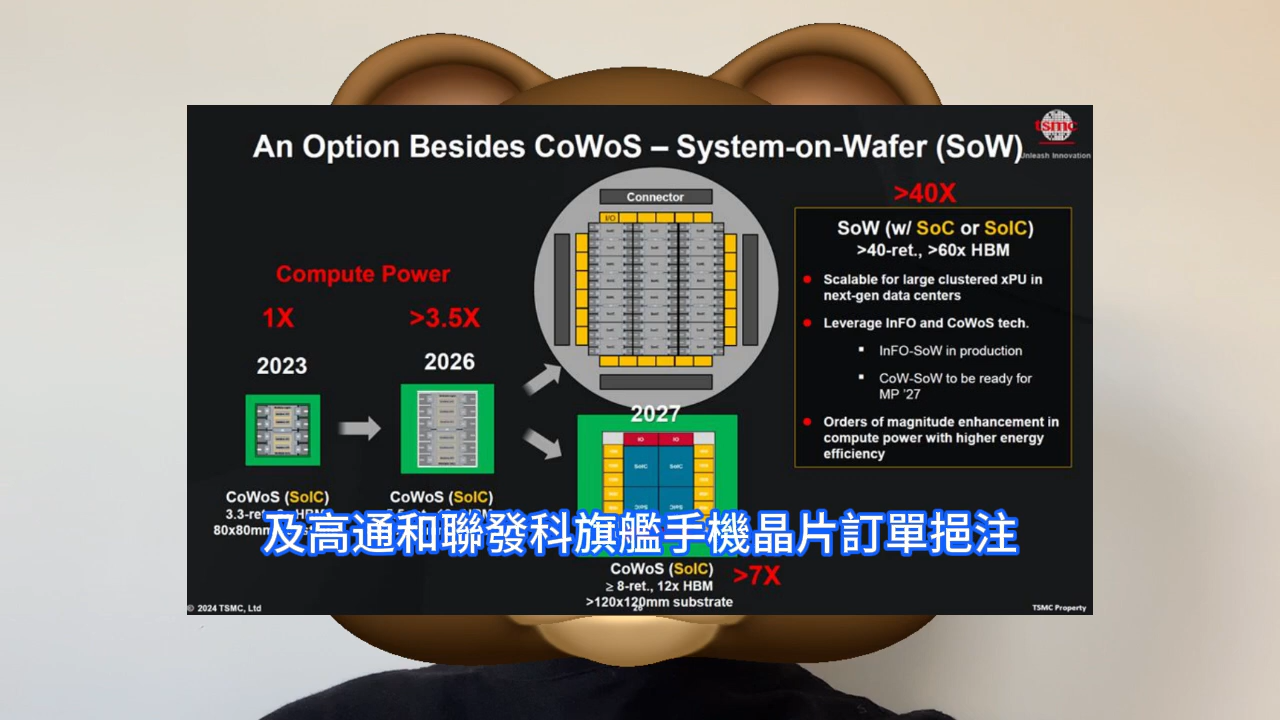 An Option Besides CoWoS – System-on-Wafer (SoW)
tsmc
Unleash Innovation
Compute Power
1X
2023
CoWoS (SoIC)
80x80mm
>3.5X
2026
CoWoS (SoIC)
Connector
I/O
2027
IO IO
SoIC SoIC
CoWoS (SoIC)
≥ 8-ret., 12x HBM
>120x120mm substrate
>7X
>40X
SoW (w/ SoC or SoIC)
>40-ret., >60x HBM
Scalable for large clustered xPU in
next-gen data centers
Leverage InFO and CoWoS tech.
InFO-SoW in production
CoW-SoW to be ready for
MP '27
Orders of magnitude enhancement in
compute power with higher energy
efficiency
及高通和聯發科旗艦手機晶片訂單挹注
© 2024 TSMC, Ltd
TSMC Property